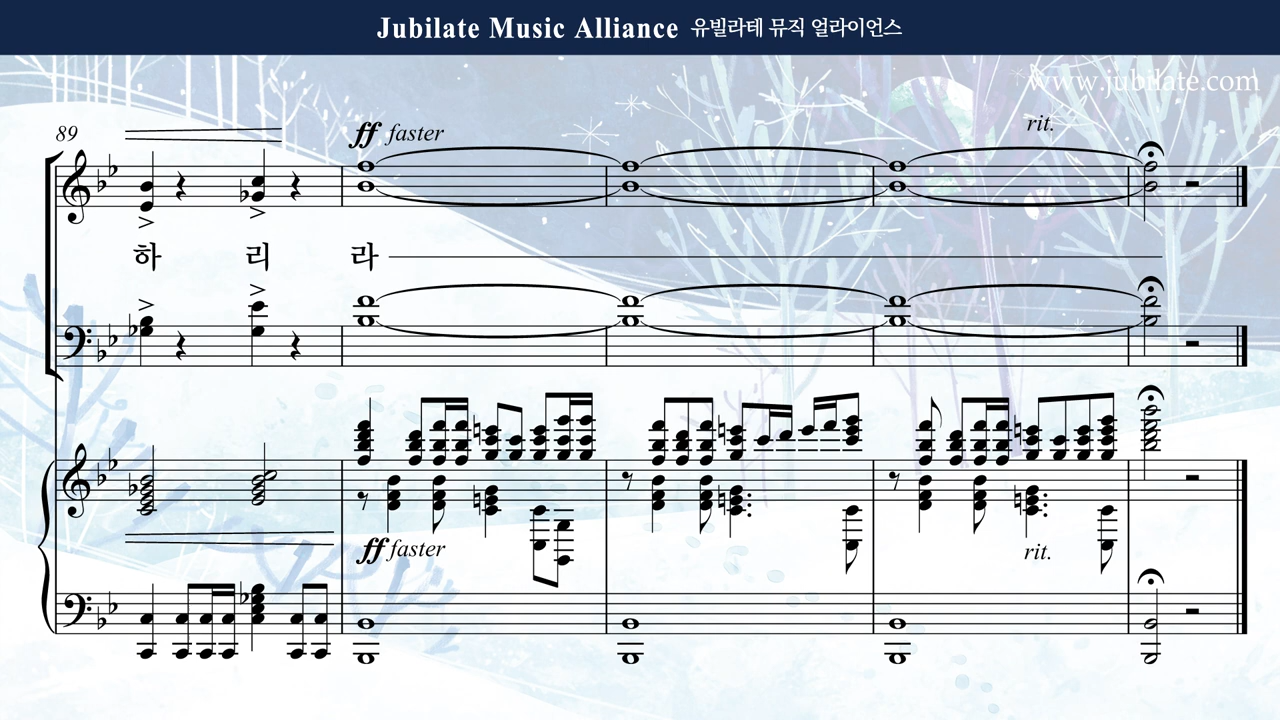 Jubilate Music Alliance 유빌라테 뮤직 얼라이언스
www.jubilate.com
89
ff faster
rit.
하 리 라
ff faster
rit.